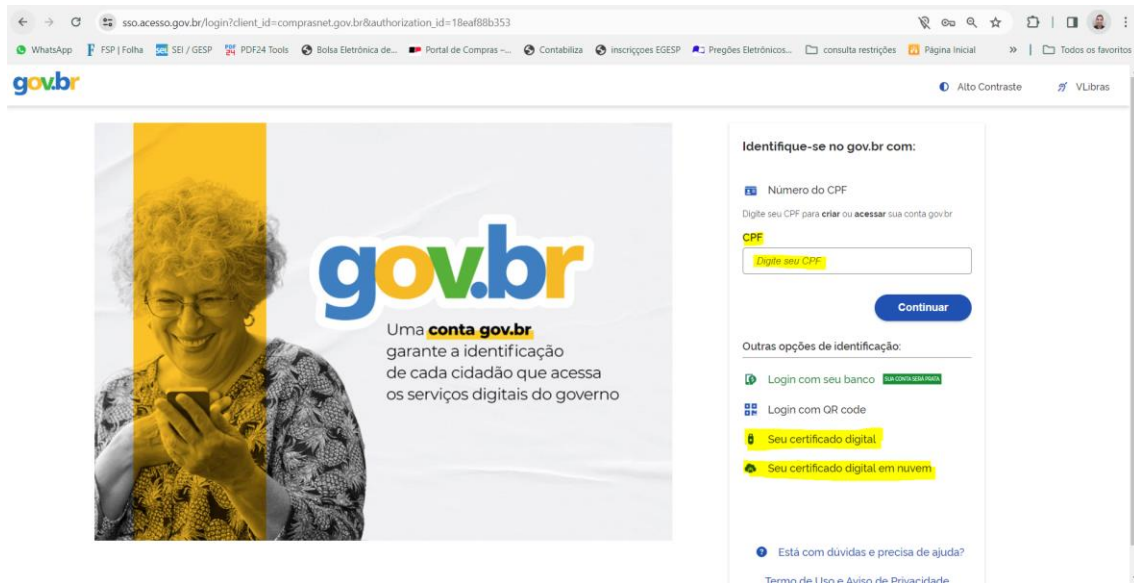 sso.acesso.gov.br/login?client_id=comprasnet.gov.br&authorization_id=18eaf88b353
WhatsApp FSP | Folha SEI / GESP PDF24 Tools Bolsa Eletrônica de... Portal de Compras –... Contabiliza inscriçções EGESP Pregões Eletrônicos... consulta restrições Página Inicial » Todos os favoritos
gov.br Alto Contraste VLibras
gov.br
Uma conta gov.br
garante a identificação
de cada cidadão que acessa
os serviços digitais do governo
Identifique-se no gov.br com:
Número do CPF
Digite seu CPF para criar ou acessar sua conta gov.br
CPF
Digite seu CPF
Continuar
Outras opções de identificação:
Login com seu banco SUA CONTA SERÁ PRATA
Login com QR code
Seu certificado digital
Seu certificado digital em nuvem
Está com dúvidas e precisa de ajuda?
Termo de Uso e Aviso de Privacidade